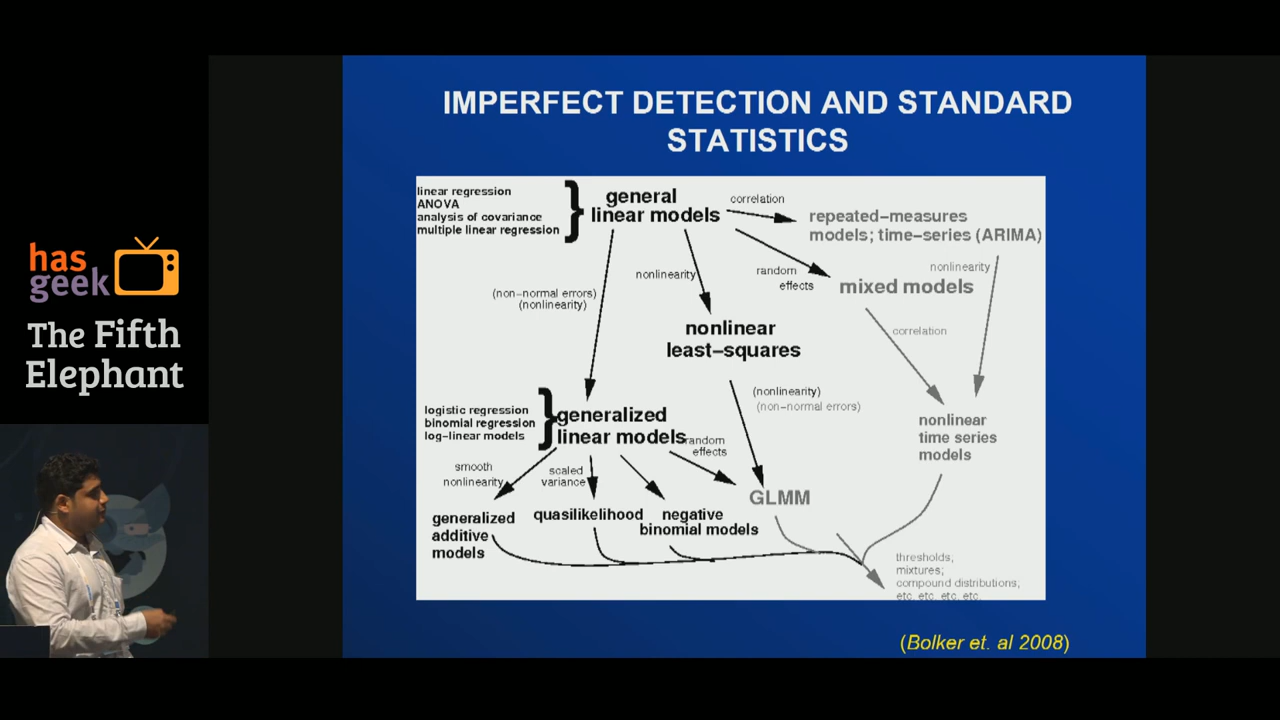 IMPERFECT DETECTION AND STANDARD
STATISTICS
linear regression
ANOVA
analysis of covariance
multiple linear regression
general
linear models
correlation
repeated–measures
models; time–series (ARIMA)
nonlinearity
random
effects
nonlinearity
mixed models
(non–normal errors)
(nonlinearity)
nonlinear
least–squares
correlation
(nonlinearity)
(non–normal errors)
logistic regression
binomial regression
log–linear models
generalized
linear models
random
effects
nonlinear
time series
models
smooth
nonlinearity
scaled
variance
GLMM
generalized
additive
models
quasilikelihood
negative
binomial models
thresholds;
mixtures;
compound distributions;
etc. etc. etc. etc.
(Bolker et. al 2008)
has
geek
The Fifth
Elephant